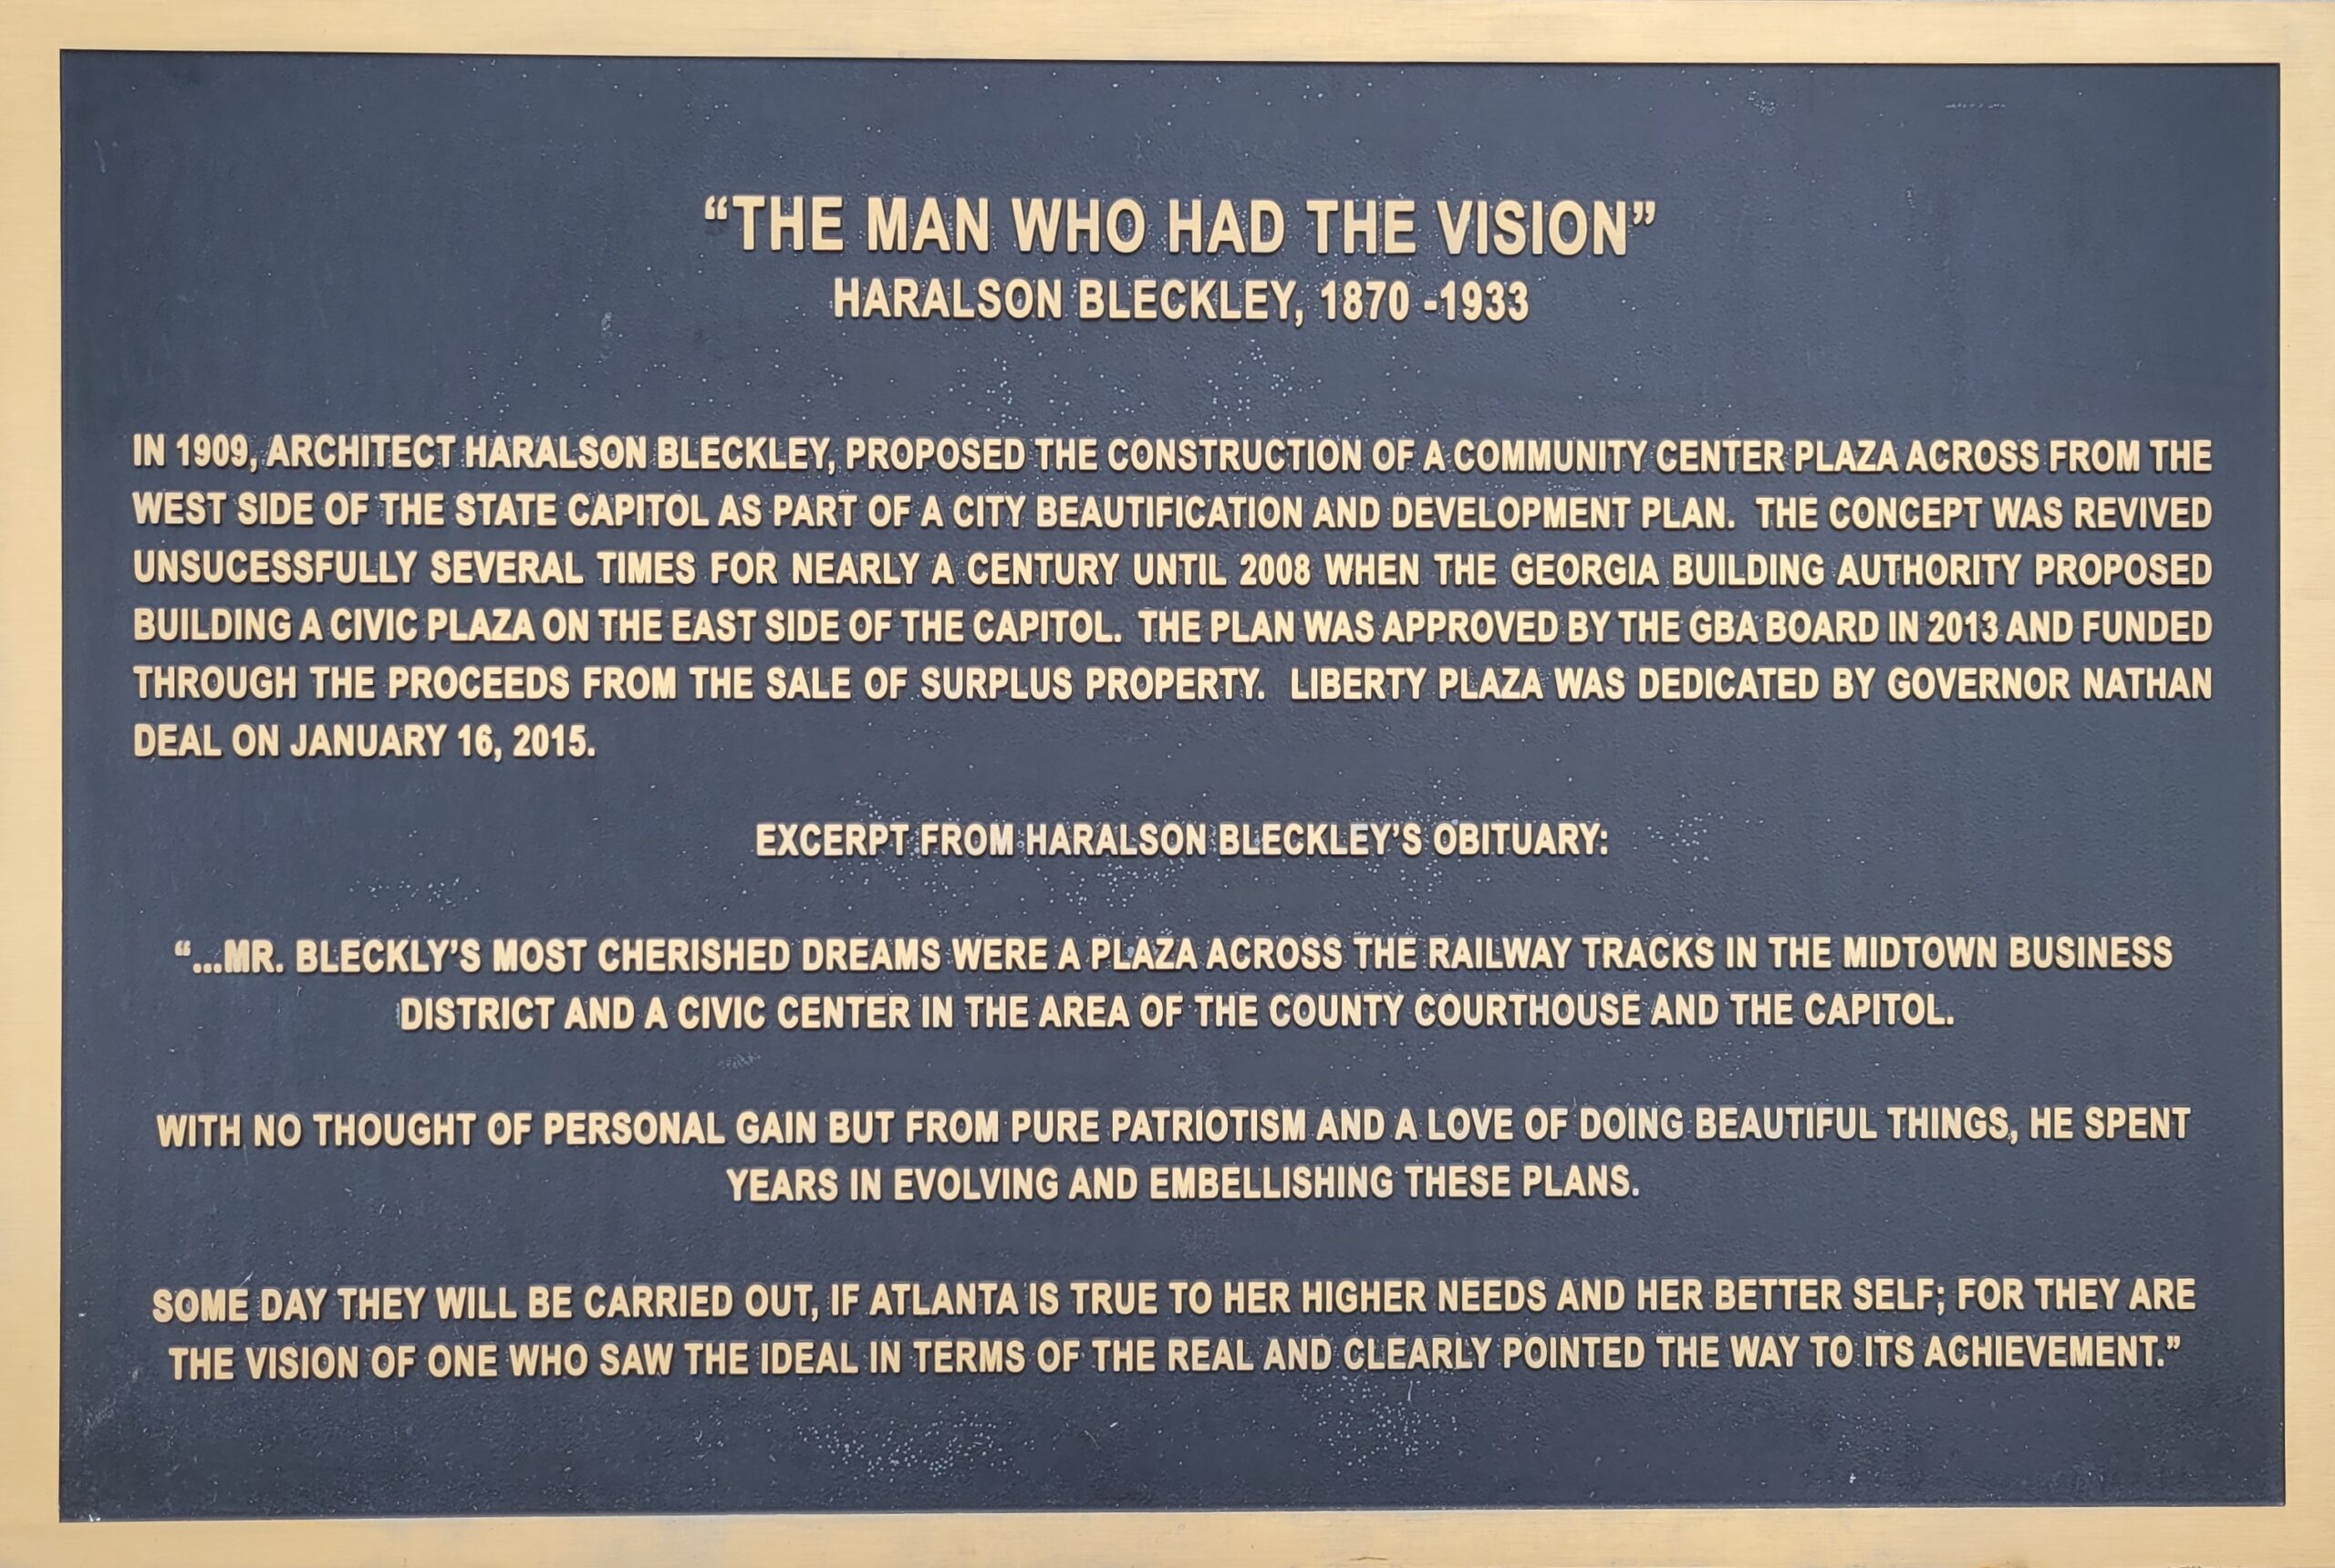 “THE MAN WHO HAD THE VISION”
HARALSON BLECKLEY, 1870 -1933
IN 1909, ARCHITECT HARALSON BLECKLEY, PROPOSED THE CONSTRUCTION OF A COMMUNITY CENTER PLAZA ACROSS FROM THE
WEST SIDE OF THE STATE CAPITOL AS PART OF A CITY BEAUTIFICATION AND DEVELOPMENT PLAN. THE CONCEPT WAS REVIVED
UNSUCESSFULLY SEVERAL TIMES FOR NEARLY A CENTURY UNTIL 2008 WHEN THE GEORGIA BUILDING AUTHORITY PROPOSED
BUILDING A CIVIC PLAZA ON THE EAST SIDE OF THE CAPITOL. THE PLAN WAS APPROVED BY THE GBA BOARD IN 2013 AND FUNDED
THROUGH THE PROCEEDS FROM THE SALE OF SURPLUS PROPERTY. LIBERTY PLAZA WAS DEDICATED BY GOVERNOR NATHAN
DEAL ON JANUARY 16, 2015.
EXCERPT FROM HARALSON BLECKLEY’S OBITUARY:
“...MR. BLECKLY’S MOST CHERISHED DREAMS WERE A PLAZA ACROSS THE RAILWAY TRACKS IN THE MIDTOWN BUSINESS
DISTRICT AND A CIVIC CENTER IN THE AREA OF THE COUNTY COURTHOUSE AND THE CAPITOL.
WITH NO THOUGHT OF PERSONAL GAIN BUT FROM PURE PATRIOTISM AND A LOVE OF DOING BEAUTIFUL THINGS, HE SPENT
YEARS IN EVOLVING AND EMBELLISHING THESE PLANS.
SOME DAY THEY WILL BE CARRIED OUT, IF ATLANTA IS TRUE TO HER HIGHER NEEDS AND HER BETTER SELF; FOR THEY ARE
THE VISION OF ONE WHO SAW THE IDEAL IN TERMS OF THE REAL AND CLEARLY POINTED THE WAY TO ITS ACHIEVEMENT.”